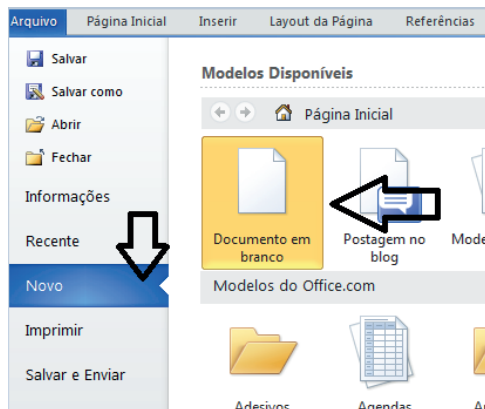 Arquivo Página Inicial Inserir Layout da Página Referências
Salvar
Salvar como
Abrir
Fechar
Informações
Recente
Novo
Imprimir
Salvar e Enviar
Modelos Disponíveis
Página Inicial
Documento em
branco
Postagem no
blog
Mode
Modelos do Office.com
Adesivos
Agendas